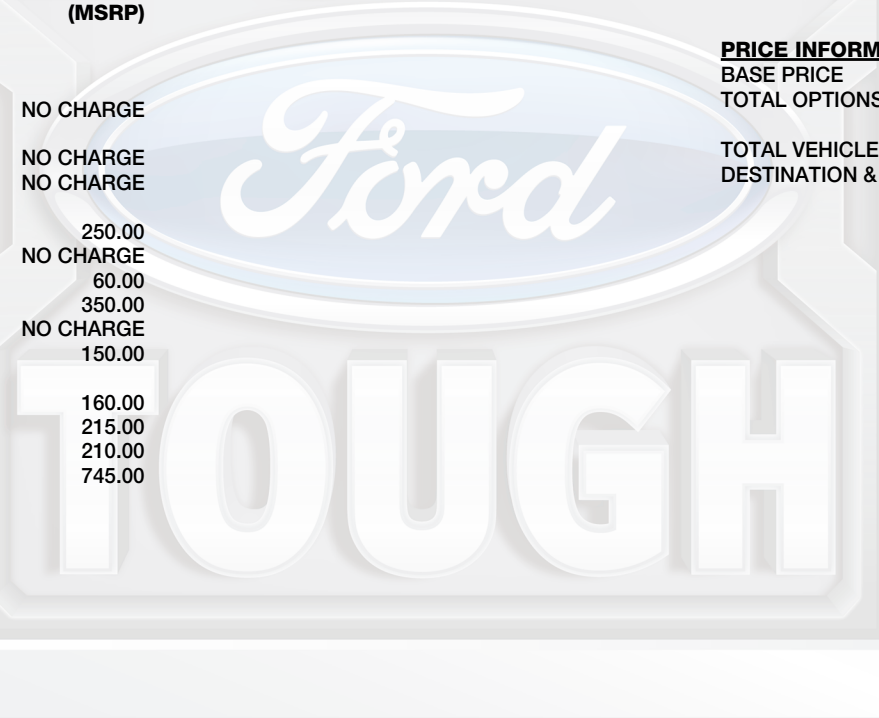 (MSRP)
NO CHARGE
NO CHARGE
NO CHARGE
250.00
NO CHARGE
60.00
350.00
NO CHARGE
150.00
160.00
215.00
210.00
745.00
PRICE INFORM
BASE PRICE
TOTAL OPTIONS
TOTAL VEHICLE
DESTINATION &
Ford
TOUGH